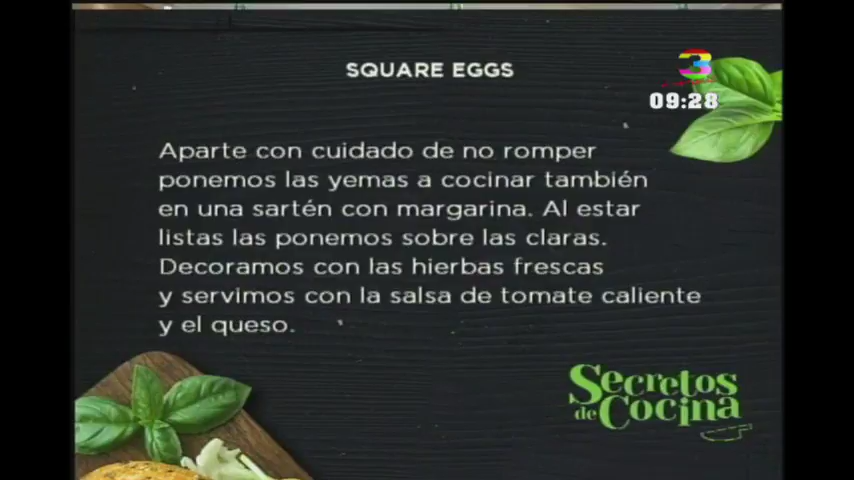 SQUARE EGGS
3
09:28
Aparte con cuidado de no romper
ponemos las yemas a cocinar también
en una sartén con margarina. Al estar
listas las ponemos sobre las claras.
Decoramos con las hierbas frescas
y servimos con la salsa de tomate caliente
y el queso.
Secretos
de Cocina